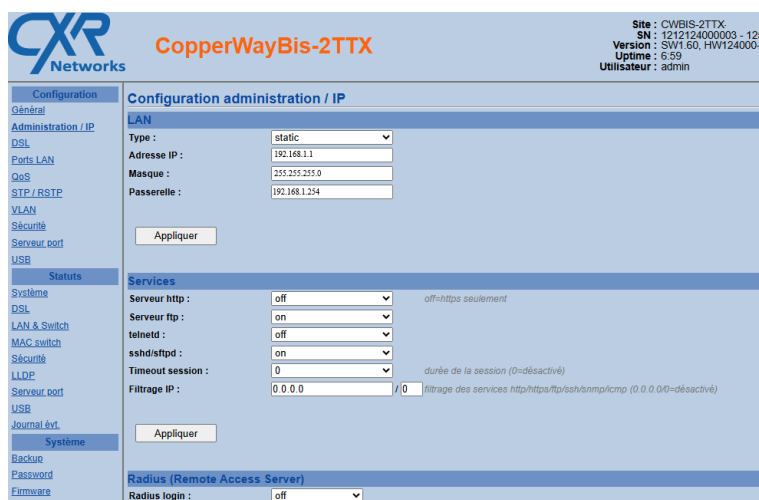 CXR
Networks
CopperWayBis-2TTX
Site : CWBIS-2TTX-
SN : 1212124000003 - 125
Version : SW1.60, HW124000-
Uptime : 6:59
Utilisateur : admin
Configuration
Général
Administration / IP
DSL
Ports LAN
QoS
STP / RSTP
VLAN
Sécurité
Serveur port
USB
Statuts
Système
DSL
LAN & Switch
MAC switch
Sécurité
LLDP
Serveur port
USB
Journal évt.
Système
Backup
Password
Firmware
Configuration administration / IP
LAN
Type : static
Adresse IP : 192.168.1.1
Masque : 255.255.255.0
Passerelle : 192.168.1.254
Appliquer
Services
Serveur http : off off=https seulement
Serveur ftp : on
telnetd : off
sshd/sftpd : on
Timeout session : 0 durée de la session (0=désactivé)
Filtrage IP : 0.0.0.0 / 0 filtrage des services http/https/ftp/ssh/snmp/icmp (0.0.0.0/0=désactivé)
Appliquer
Radius (Remote Access Server)
Radius login : off